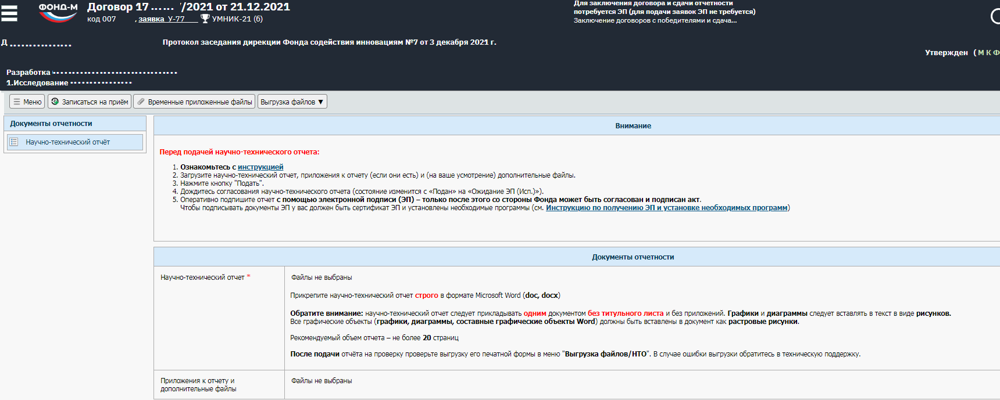 ФОНД-М
Договор 17...... '/2021 от 21.12.2021
код 007 , заявка У-77 УМНИК-21 (б)
Для заключения договора и сдачи отчетности
потребуется ЭП (для подачи заявок ЭП не требуется)
Заключение договоров с победителями и сдача...
Д ................
Протокол заседания дирекции Фонда содействия инновациям №7 от 3 декабря 2021 г.
Утвержден ( М К Ф
Разработка ................................
1.Исследование ................
Меню
Записаться на приём
Временные приложенные файлы
Выгрузка файлов ▼
Документы отчетности
Научно-технический отчёт
Внимание
Перед подачей научно-технического отчета:
1. Ознакомьтесь с инструкцией
2. Загрузите научно-технический отчет, приложения к отчету (если они есть) и (на ваше усмотрение) дополнительные файлы.
3. Нажмите кнопку "Подать".
4. Дождитесь согласования научно-технического отчета (состояние изменится с «Подан» на «Ожидание ЭП (Исп.)»).
5. Оперативно подпишите отчет с помощью электронной подписи (ЭП) – только после этого со стороны Фонда может быть согласован и подписан акт.
Чтобы подписывать документы ЭП у вас должен быть сертификат ЭП и установлены необходимые программы (см. Инструкцию по получению ЭП и установке необходимых программ)
Документы отчетности
Научно-технический отчет *
Файлы не выбраны
Прикрепите научно-технический отчет строго в формате Microsoft Word (doc, docx)
Обратите внимание: научно-технический отчет следует прикладывать одним документом без титульного листа и без приложений. Графики и диаграммы следует вставлять в текст в виде рисунков.
Все графические объекты (графики, диаграммы, составные графические объекты Word) должны быть вставлены в документ как растровые рисунки.
Рекомендуемый объем отчета – не более 20 страниц
После подачи отчёта на проверку проверьте выгрузку его печатной формы в меню "Выгрузка файлов/НТО". В случае ошибки выгрузки обратитесь в техническую поддержку.
Приложения к отчету и
дополнительные файлы
Файлы не выбраны